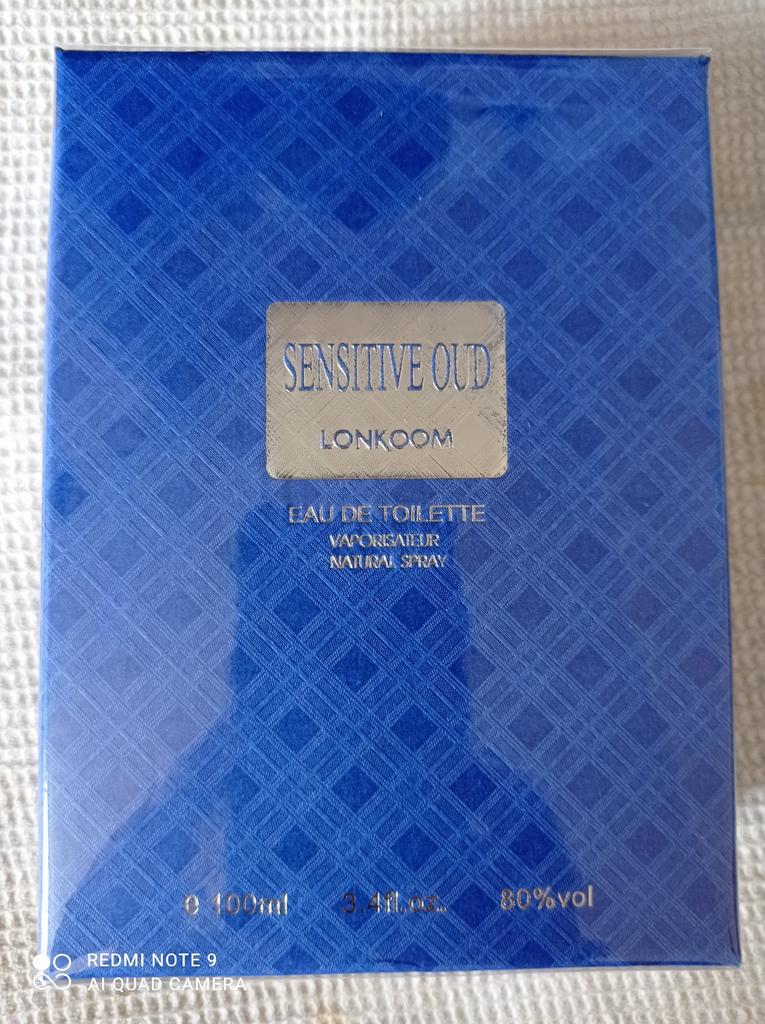 SENSITIVE OUD
LONKOOM
EAU DE TOILETTE
VAPORISATEUR
NATURAL SPRAY
e 100ml 3.4fl.oz. 80%vol
REDMI NOTE 9
AI QUAD CAMERA